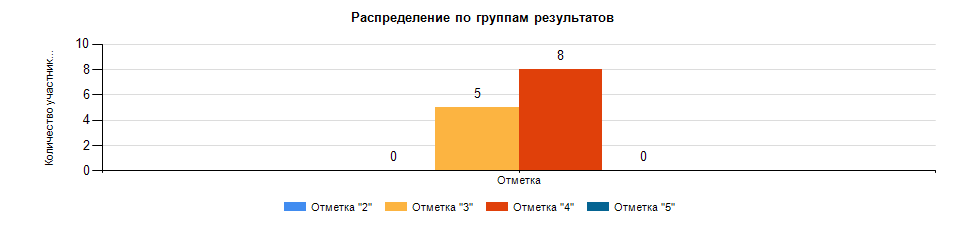 Распределение по группам результатов
Количество участник...
10
8
6
4
2
0
0
5
8
0
Отметка
Отметка "2"
Отметка "3"
Отметка "4"
Отметка "5"